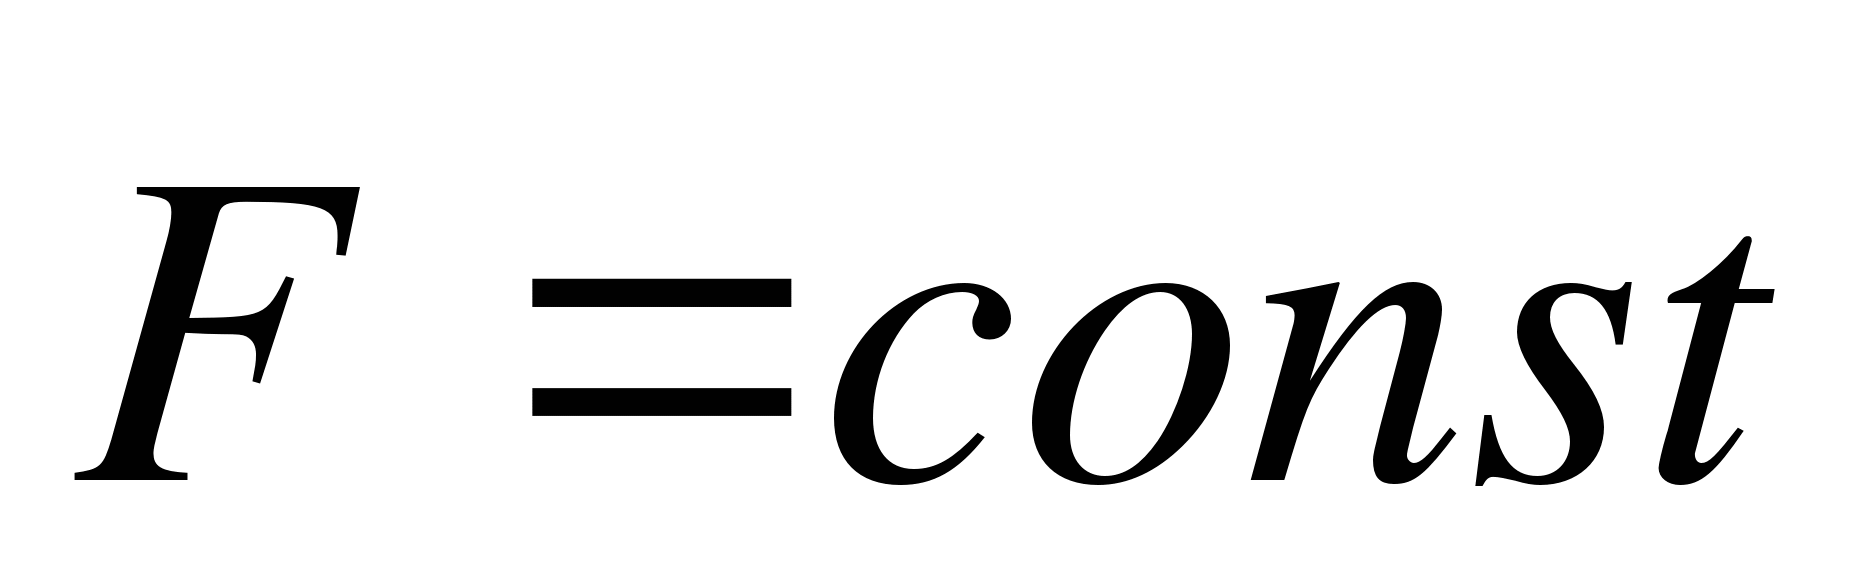 F = const